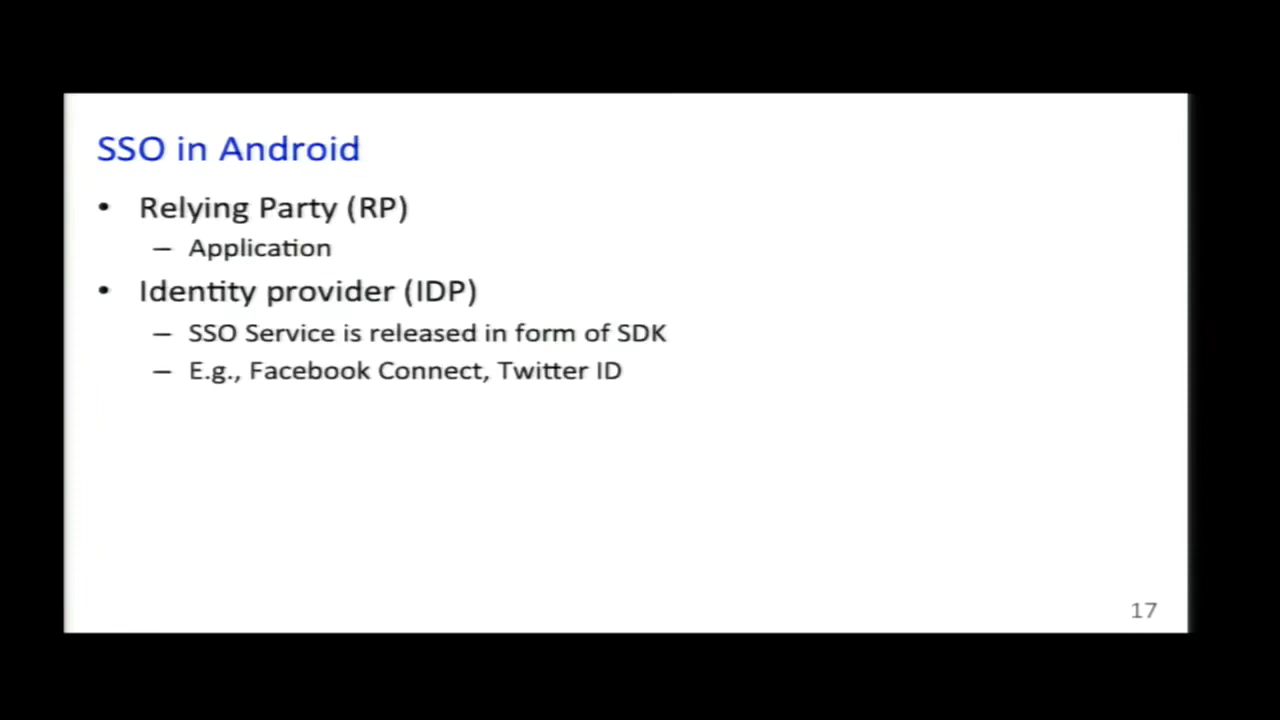 SSO in Android
• Relying Party (RP)
– Application
• Identity provider (IDP)
– SSO Service is released in form of SDK
– E.g., Facebook Connect, Twitter ID
17